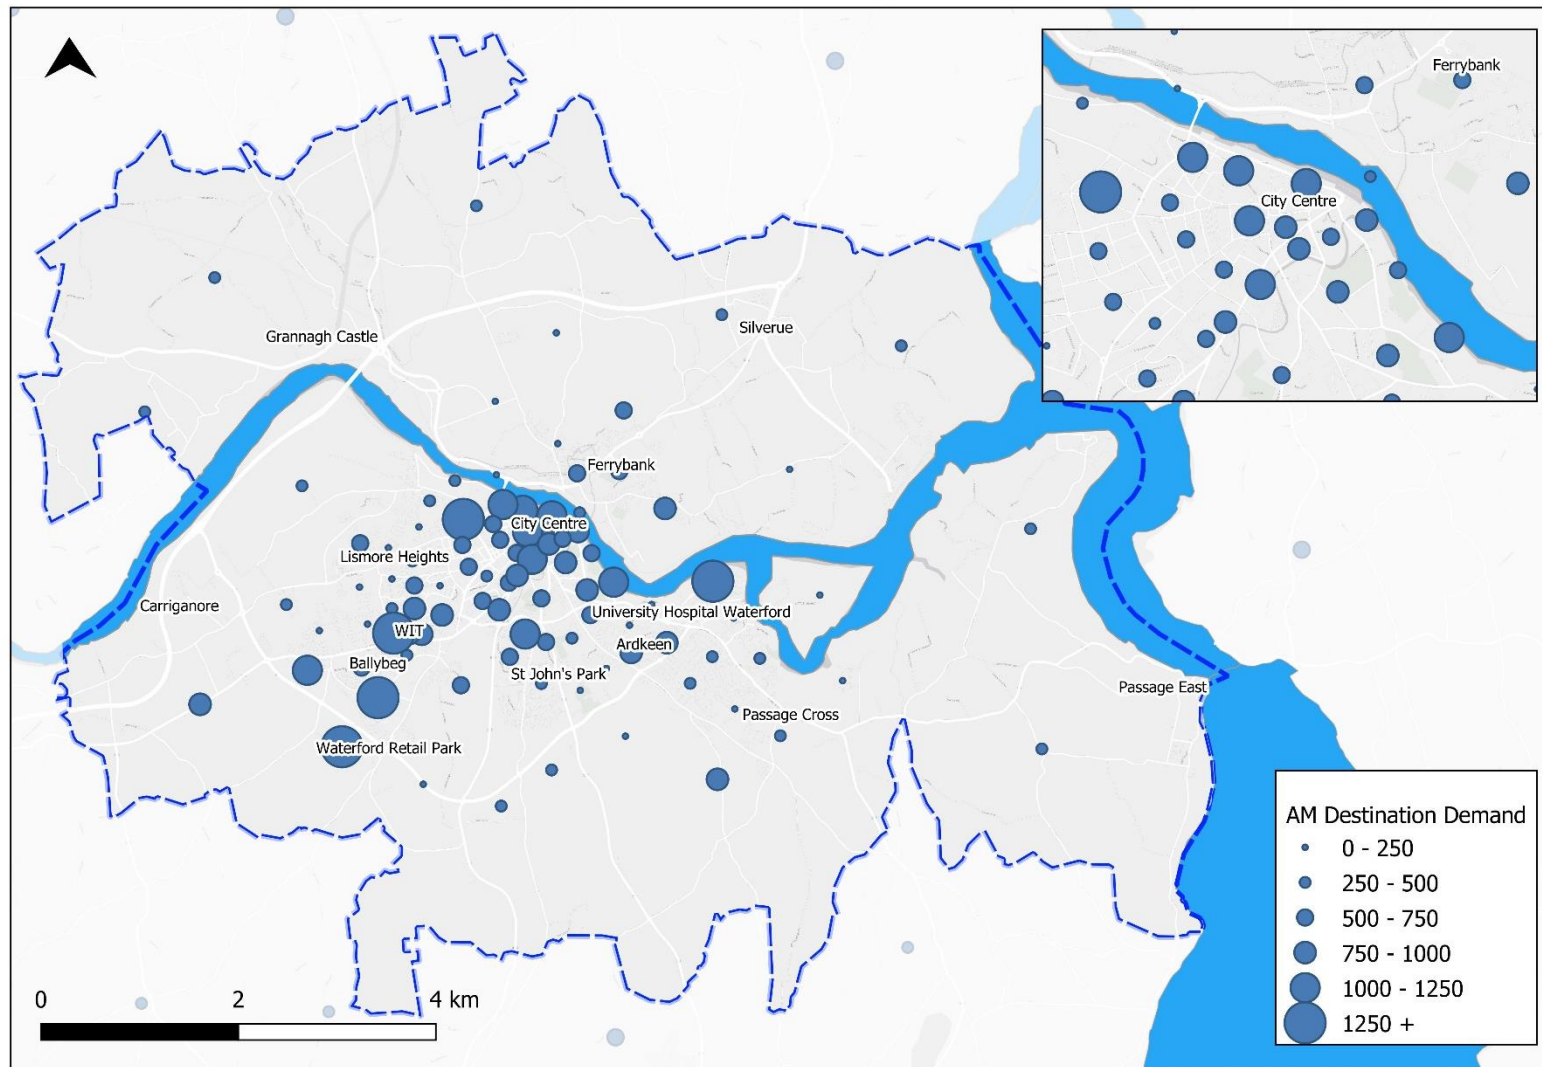 Ferrybank
City Centre
Silverue
Grannagh Castle
Ferrybank
City Centre
Lismore Heights
Carriganore
University Hospital Waterford
WIT
Ardkeen
Ballybeg
St John's Park
Passage East
Passage Cross
Waterford Retail Park
AM Destination Demand
0 - 250
250 - 500
500 - 750
750 - 1000
1000 - 1250
1250 +
0 2 4 km